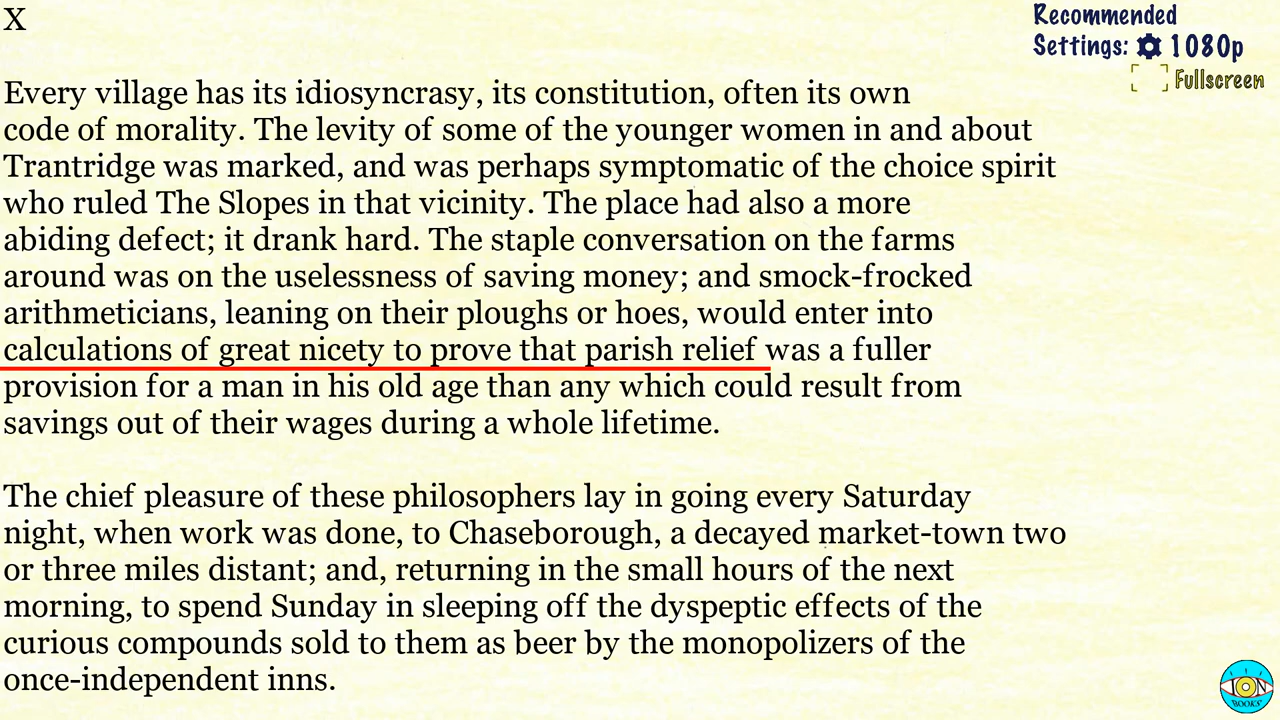 X
Recommended
Settings: 1080p
Fullscreen
Every village has its idiosyncrasy, its constitution, often its own
code of morality. The levity of some of the younger women in and about
Trantridge was marked, and was perhaps symptomatic of the choice spirit
who ruled The Slopes in that vicinity. The place had also a more
abiding defect; it drank hard. The staple conversation on the farms
around was on the uselessness of saving money; and smock-frocked
arithmeticians, leaning on their ploughs or hoes, would enter into
calculations of great nicety to prove that parish relief was a fuller
provision for a man in his old age than any which could result from
savings out of their wages during a whole lifetime.
The chief pleasure of these philosophers lay in going every Saturday
night, when work was done, to Chaseborough, a decayed market-town two
or three miles distant; and, returning in the small hours of the next
morning, to spend Sunday in sleeping off the dyspeptic effects of the
curious compounds sold to them as beer by the monopolizers of the
once-independent inns.
ION
BOOKS